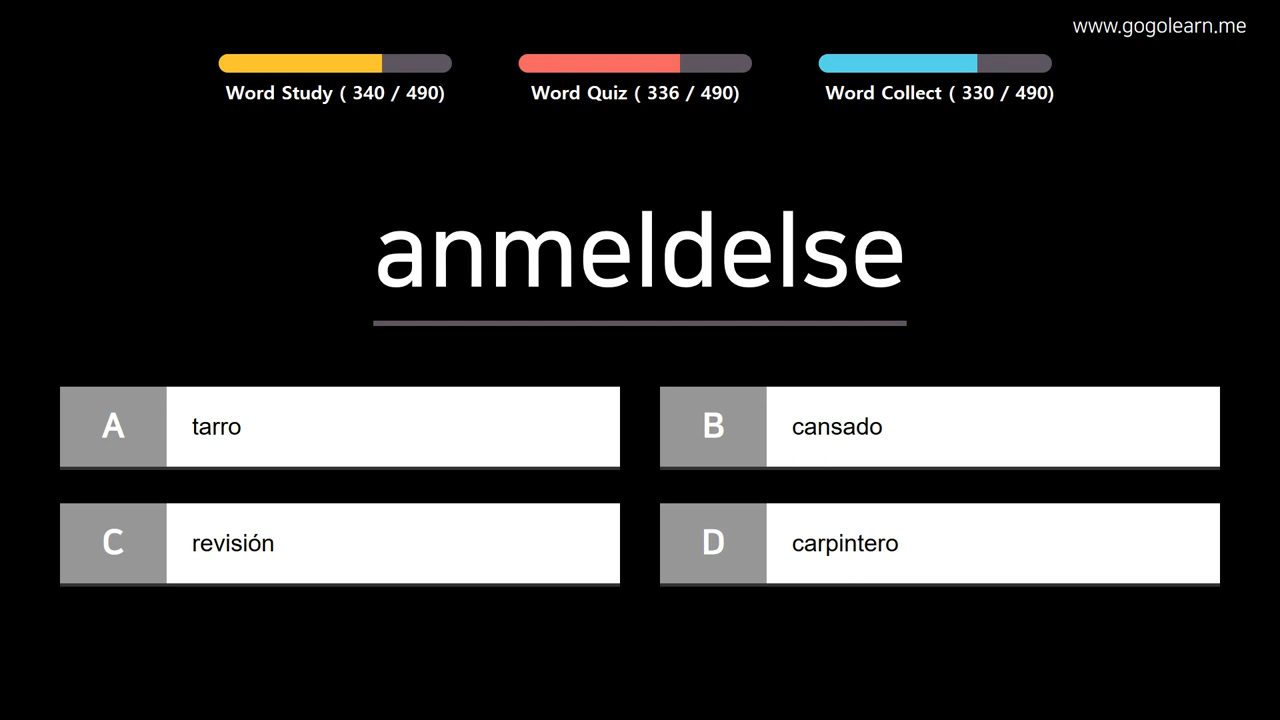 www.gogolearn.me
Word Study ( 340 / 490)
Word Quiz ( 336 / 490)
Word Collect ( 330 / 490)
anmeldelse
A tarro
B cansado
C revisión
D carpintero